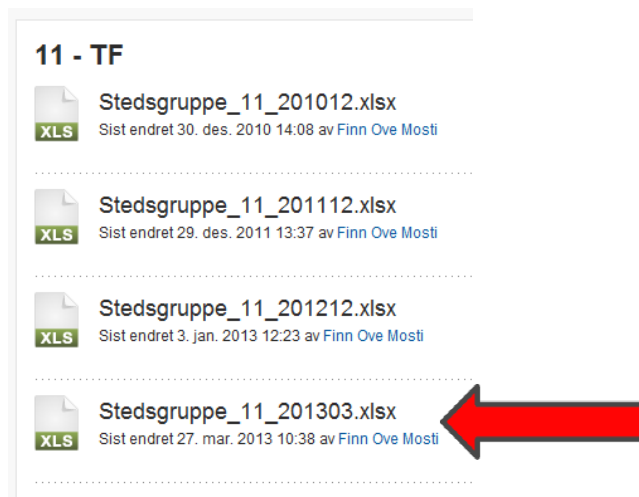 11 - TF
Stedsgruppe_11_201012.xlsx
XLS
Sist endret 30. des. 2010 14:08 av Finn Ove Mosti
Stedsgruppe_11_201112.xlsx
XLS
Sist endret 29. des. 2011 13:37 av Finn Ove Mosti
Stedsgruppe_11_201212.xlsx
XLS
Sist endret 3. jan. 2013 12:23 av Finn Ove Mosti
Stedsgruppe_11_201303.xlsx
XLS
Sist endret 27. mar. 2013 10:38 av Finn Ove Mosti